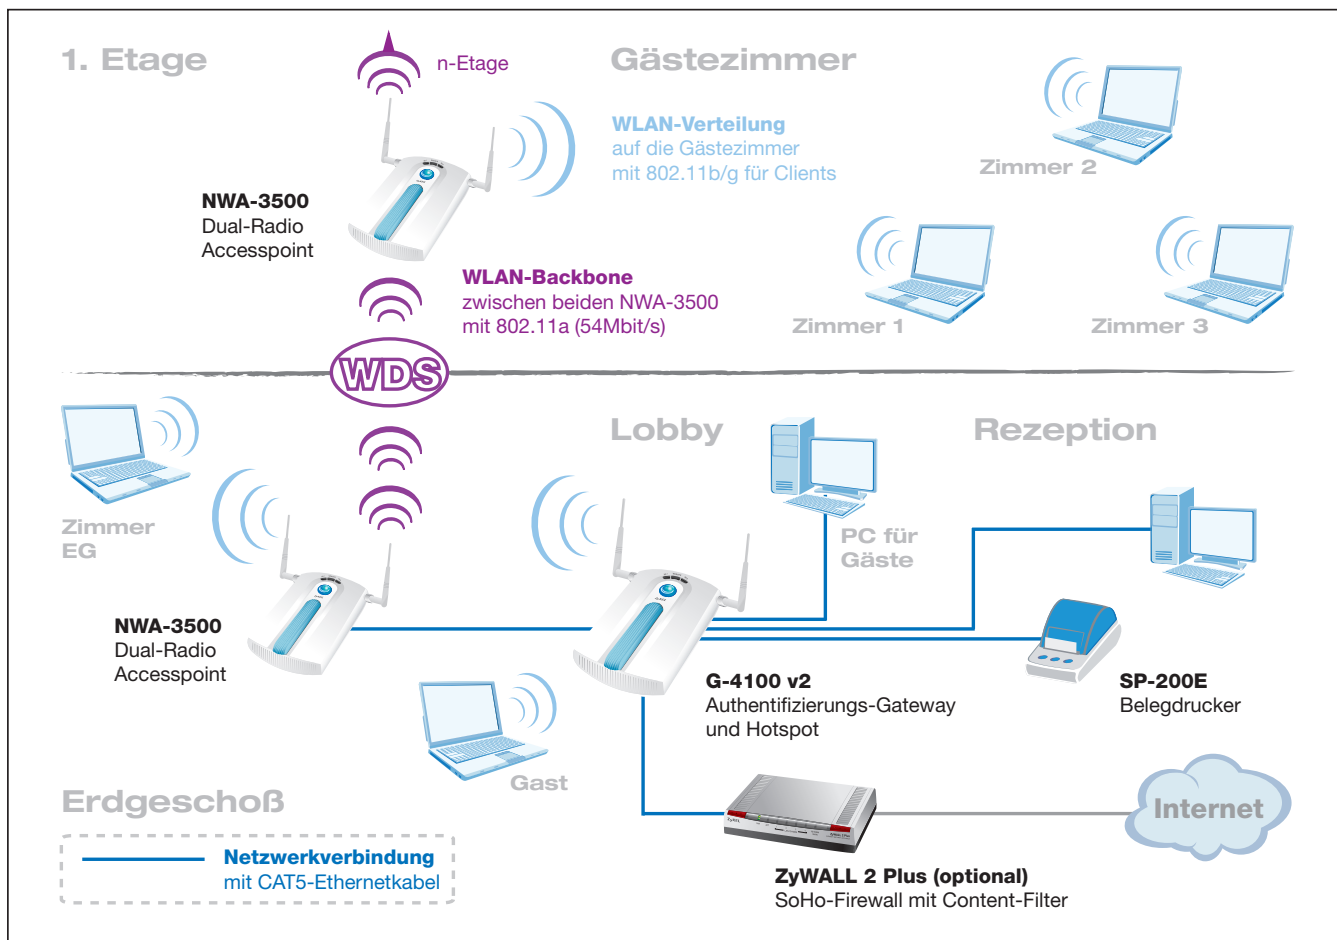 1. Etage
n-Etage
Gästezimmer
WLAN-Verteilung
auf die Gästezimmer
mit 802.11b/g für Clients
Zimmer 2
NWA-3500
Dual-Radio
Accesspoint
WLAN-Backbone
zwischen beiden NWA-3500
mit 802.11a (54Mbit/s)
Zimmer 1
Zimmer 3
WDS
Lobby
Rezeption
Zimmer
EG
PC für
Gäste
NWA-3500
Dual-Radio
Accesspoint
G-4100 v2
Authentifizierungs-Gateway
und Hotspot
SP-200E
Belegdrucker
Gast
Erdgeschoß
Internet
Netzwerkverbindung
mit CAT5-Ethernetkabel
ZyWALL 2 Plus (optional)
SoHo-Firewall mit Content-Filter